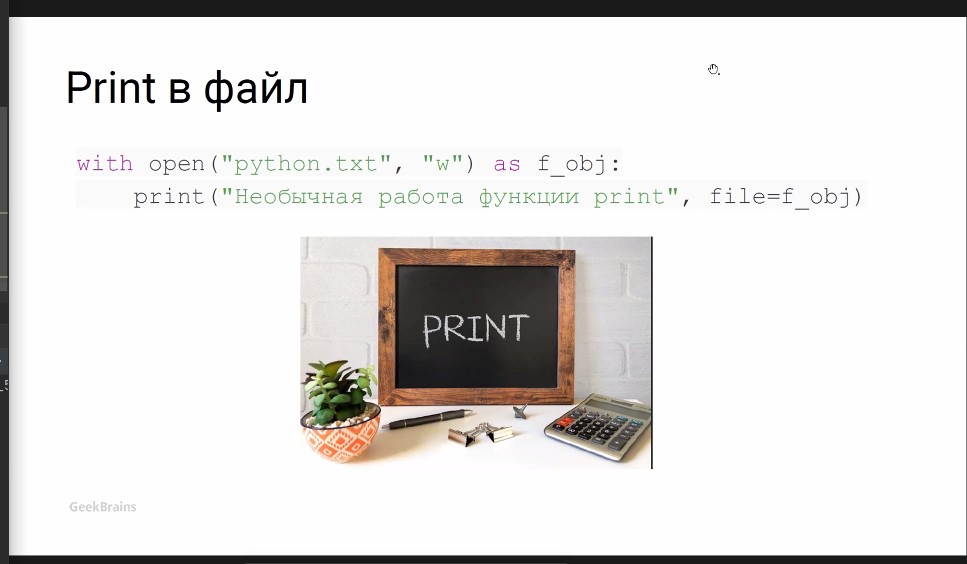 Print в файл
with open("python.txt", "w") as f_obj:
    print("Необычная работа функции print", file=f_obj)
PRINT
GeekBrains